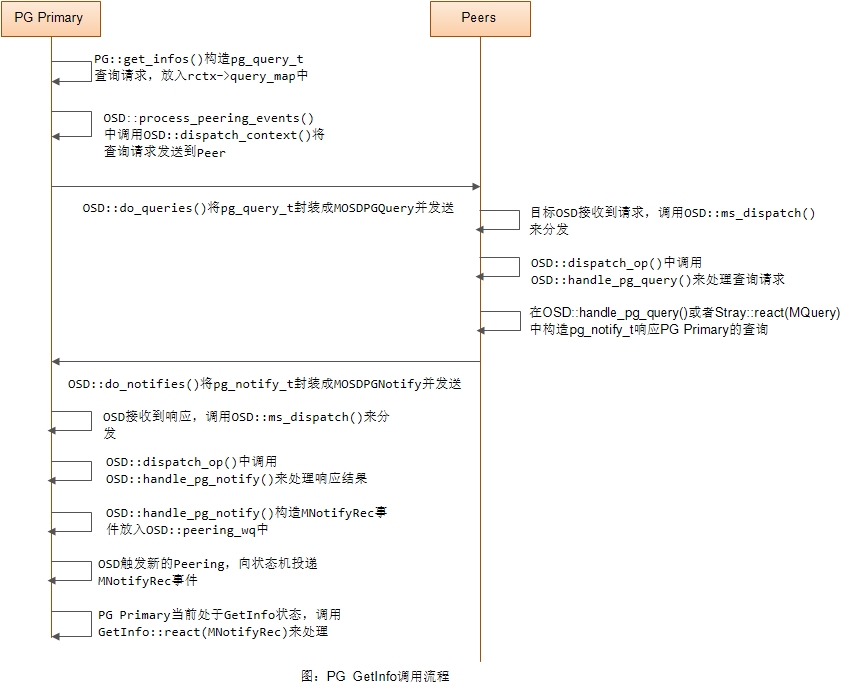 PG Primary
Peers
PG::get_infos()构造pg_query_t
查询请求，放入rctx->query_map中
OSD::process_peering_events()
中调用OSD::dispatch_context()将
查询请求发送到Peer
OSD::do_queries()将pg_query_t封装成MOSDPGQuery并发送
目标OSD接收到请求，调用OSD::ms_dispatch()
来分发
OSD::dispatch_op()中调用
OSD::handle_pg_query()来处理查询请求
在OSD::handle_pg_query()或者Stray::react(MQuery)
中构造pg_notify_t响应PG Primary的查询
OSD::do_notifies()将pg_notify_t封装成MOSDPGNotify并发送
OSD接收到响应，调用OSD::ms_dispatch()来分
发
OSD::dispatch_op()中调用
OSD::handle_pg_notify()来处理响应结果
OSD::handle_pg_notify()构造MNotifyRec事
件放入OSD::peering_wq中
OSD触发新的Peering，向状态机投递
MNotifyRec事件
PG Primary当前处于GetInfo状态，调用
GetInfo::react(MNotifyRec)来处理
图：PG GetInfo调用流程